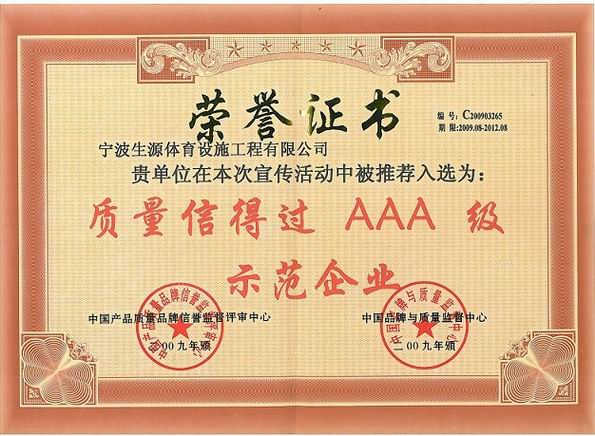 荣誉证书
编号:C200903265
期限:2009.08-2012.08
宁波生源体育设施工程有限公司
贵单位在本次宣传活动中被推荐入选为:
质量信得过 AAA 级
示范企业
中国产品质量品牌信誉监督评审中心
二00九年颁
中国品牌与质量监督中心
二00九年颁